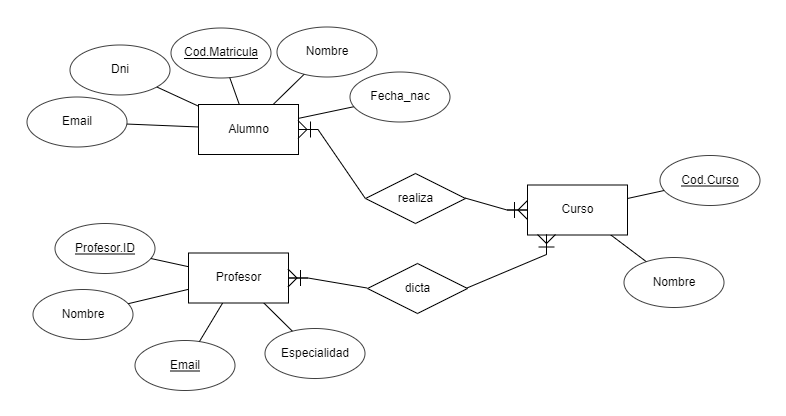 Cod.Matricula
Nombre
Dni
Fecha_nac
Email
Alumno
Cod.Curso
realiza
Curso
Profesor.ID
Profesor
Nombre
dicta
Nombre
Especialidad
Email